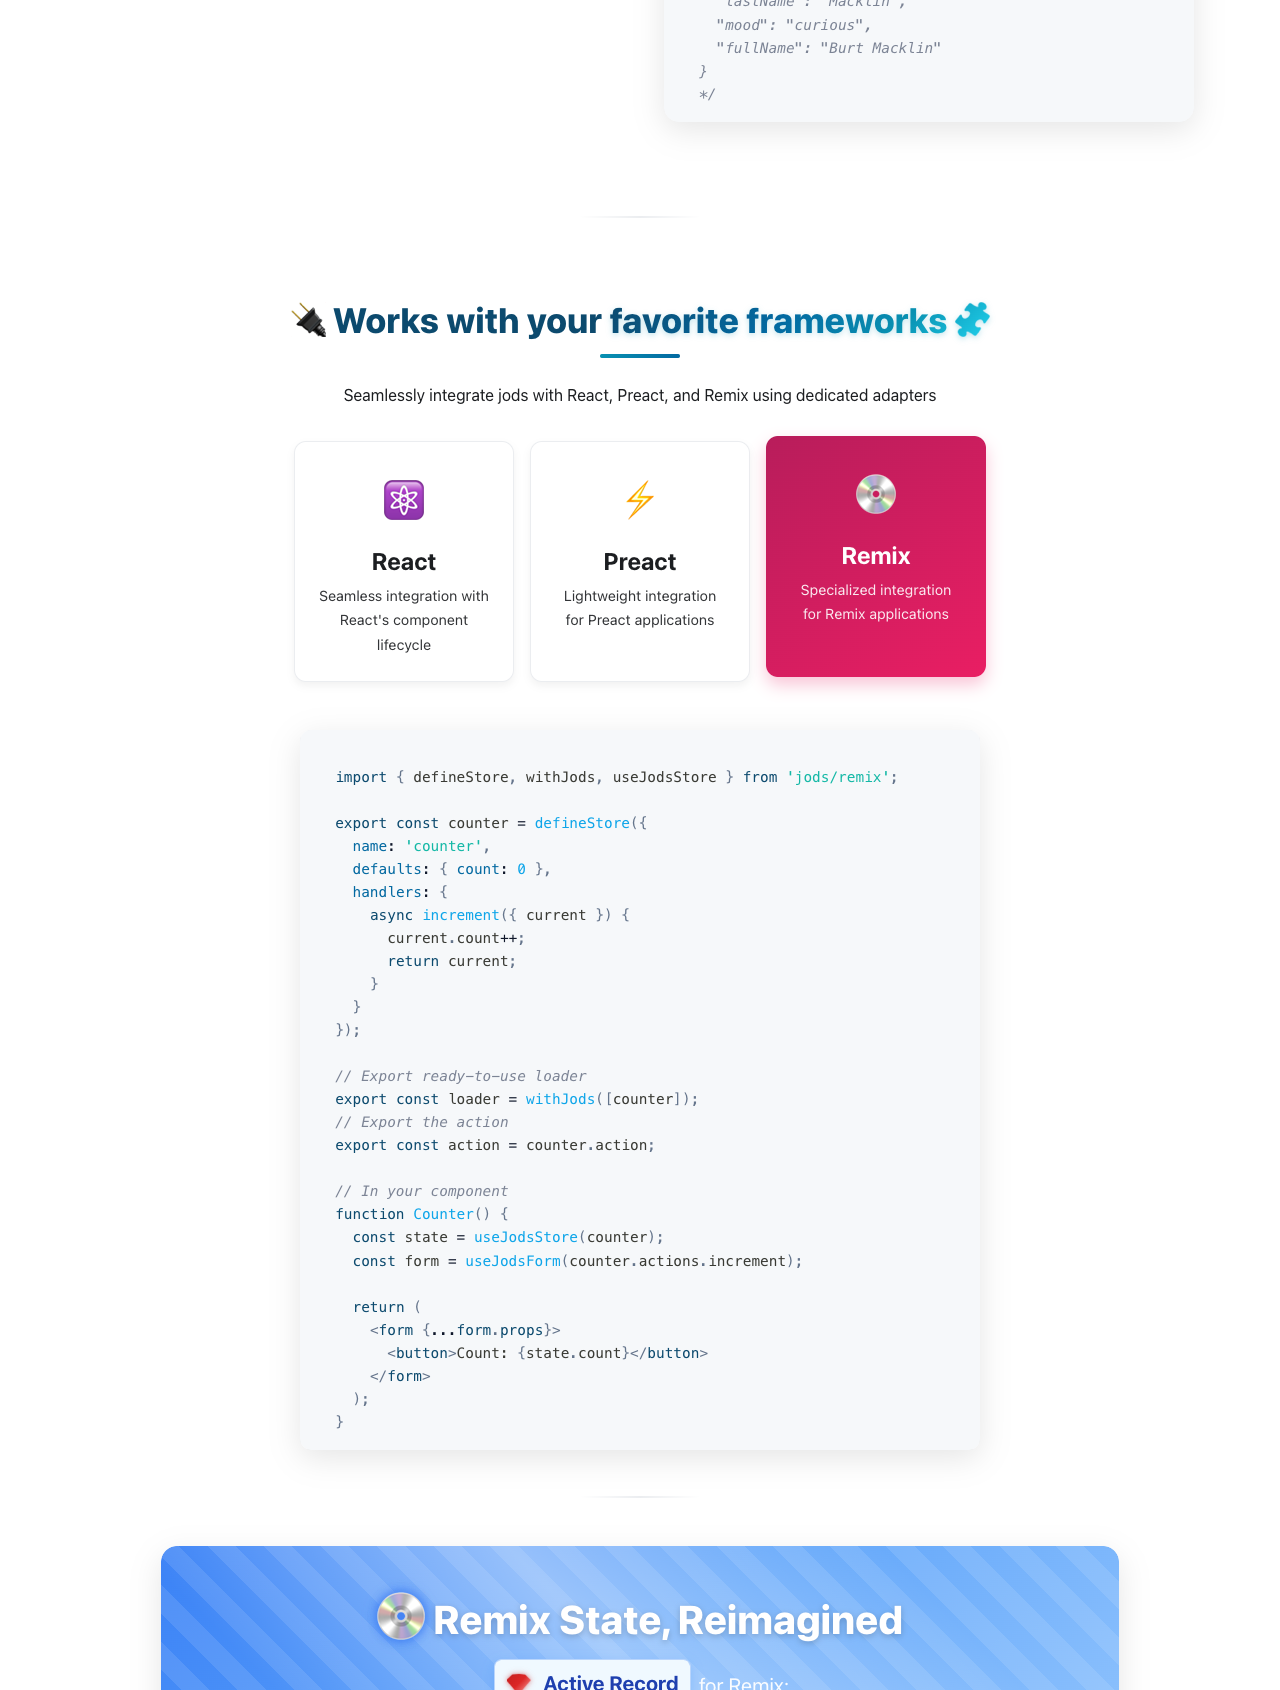 "lastName": "Macklin",
"mood": "curious",
"fullName": "Burt Macklin"
}
*/
Works with your favorite frameworks
Seamlessly integrate jods with React, Preact, and Remix using dedicated adapters
React
Seamless integration with
React's component
lifecycle
Preact
Lightweight integration
for Preact applications
Remix
Specialized integration
for Remix applications
import { defineStore, withJods, useJodsStore } from 'jods/remix';
export const counter = defineStore({
  name: 'counter',
  defaults: { count: 0 },
  handlers: {
    async increment({ current }) {
      current.count++;
      return current;
    }
  }
});
// Export ready-to-use loader
export const loader = withJods([counter]);
// Export the action
export const action = counter.action;
// In your component
function Counter() {
  const state = useJodsStore(counter);
  const form = useJodsForm(counter.actions.increment);
  return (
    <form {...form.props}>
      <button>Count: {state.count}</button>
    </form>
  );
}
Remix State, Reimagined
Active Record for Remix: